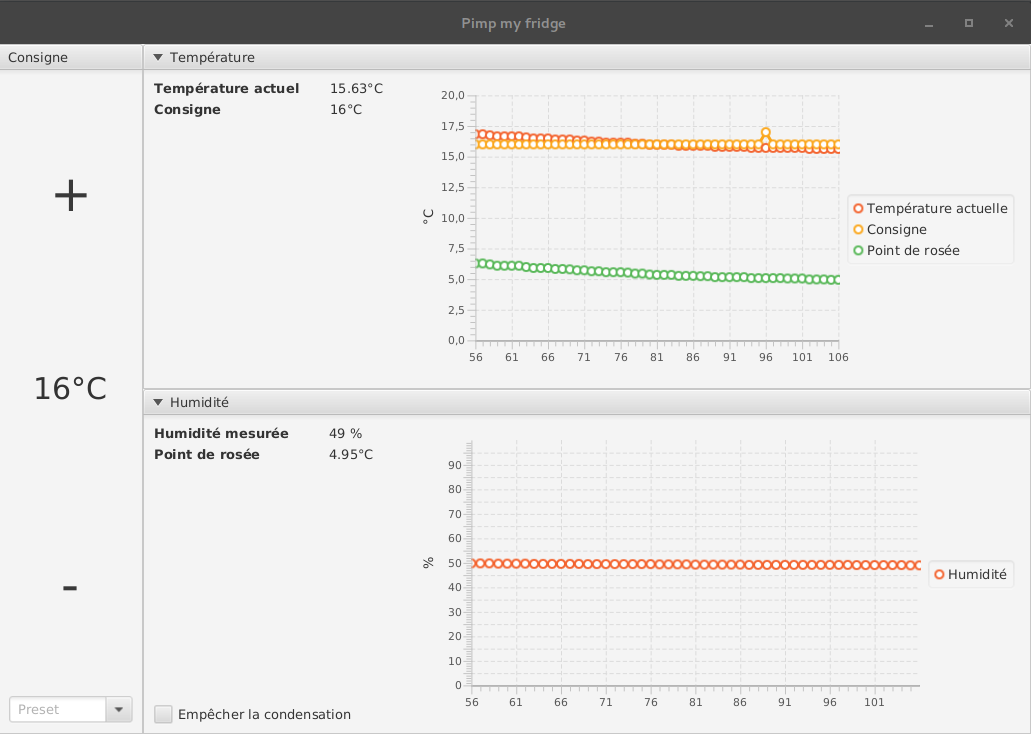 Pimp my fridge
Consigne
+
16°C
-
Preset
Température
Température actuel 15.63°C
Consigne 16°C
20,0
17,5
15,0
12,5
10,0
7,5
5,0
2,5
0,0
°C
56 61 66 71 76 81 86 91 96 101 106
Température actuelle
Consigne
Point de rosée
Humidité
Humidité mesurée 49 %
Point de rosée 4.95°C
90
80
70
60
50
40
30
20
10
0
%
56 61 66 71 76 81 86 91 96 101
Humidité
Empêcher la condensation